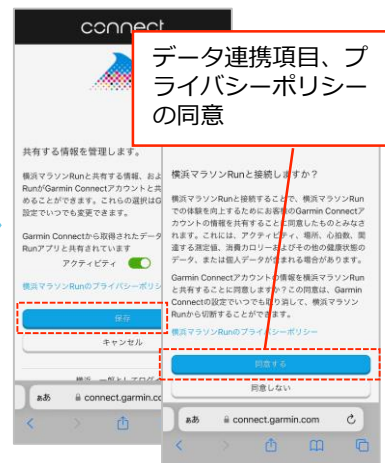 connect
データ連携項目、プ
ライバシーポリシー
の同意
共有する情報を管理します。
横浜マラソンRunと共有する情報、およ
RunがGarmin Connectアカウントと共
めることができます。これらの選択はG
設定でいつでも変更できます。
Garmin Connectから取得されたデータ
Runアプリと共有されています
アクティビティ
横浜マラソンRunのプライバシーポリシ
保存
キャンセル
ぁあ connect.garmin.co
横浜マラソンRunと接続しますか？
横浜マラソンRunと接続することで、横浜マラソンRun
での体験を向上するためにお客様のGarmin Connectア
カウントの情報を共有することに同意したものとみなさ
れます。これには、アクティビティ、場所、心拍数、関
連する測定値、消費カロリーおよびその他の健康状態の
データ、または個人データが含まれる場合があります。
Garmin Connectアカウントの情報を横浜マラソンRun
と共有することに同意しますか？この同意は、Garmin
Connectの設定でいつでも取り消して、横浜マラソン
Runから切断することができます。
横浜マラソンRunのプライバシーポリシー
同意する
同意しない
ぁあ connect.garmin.com